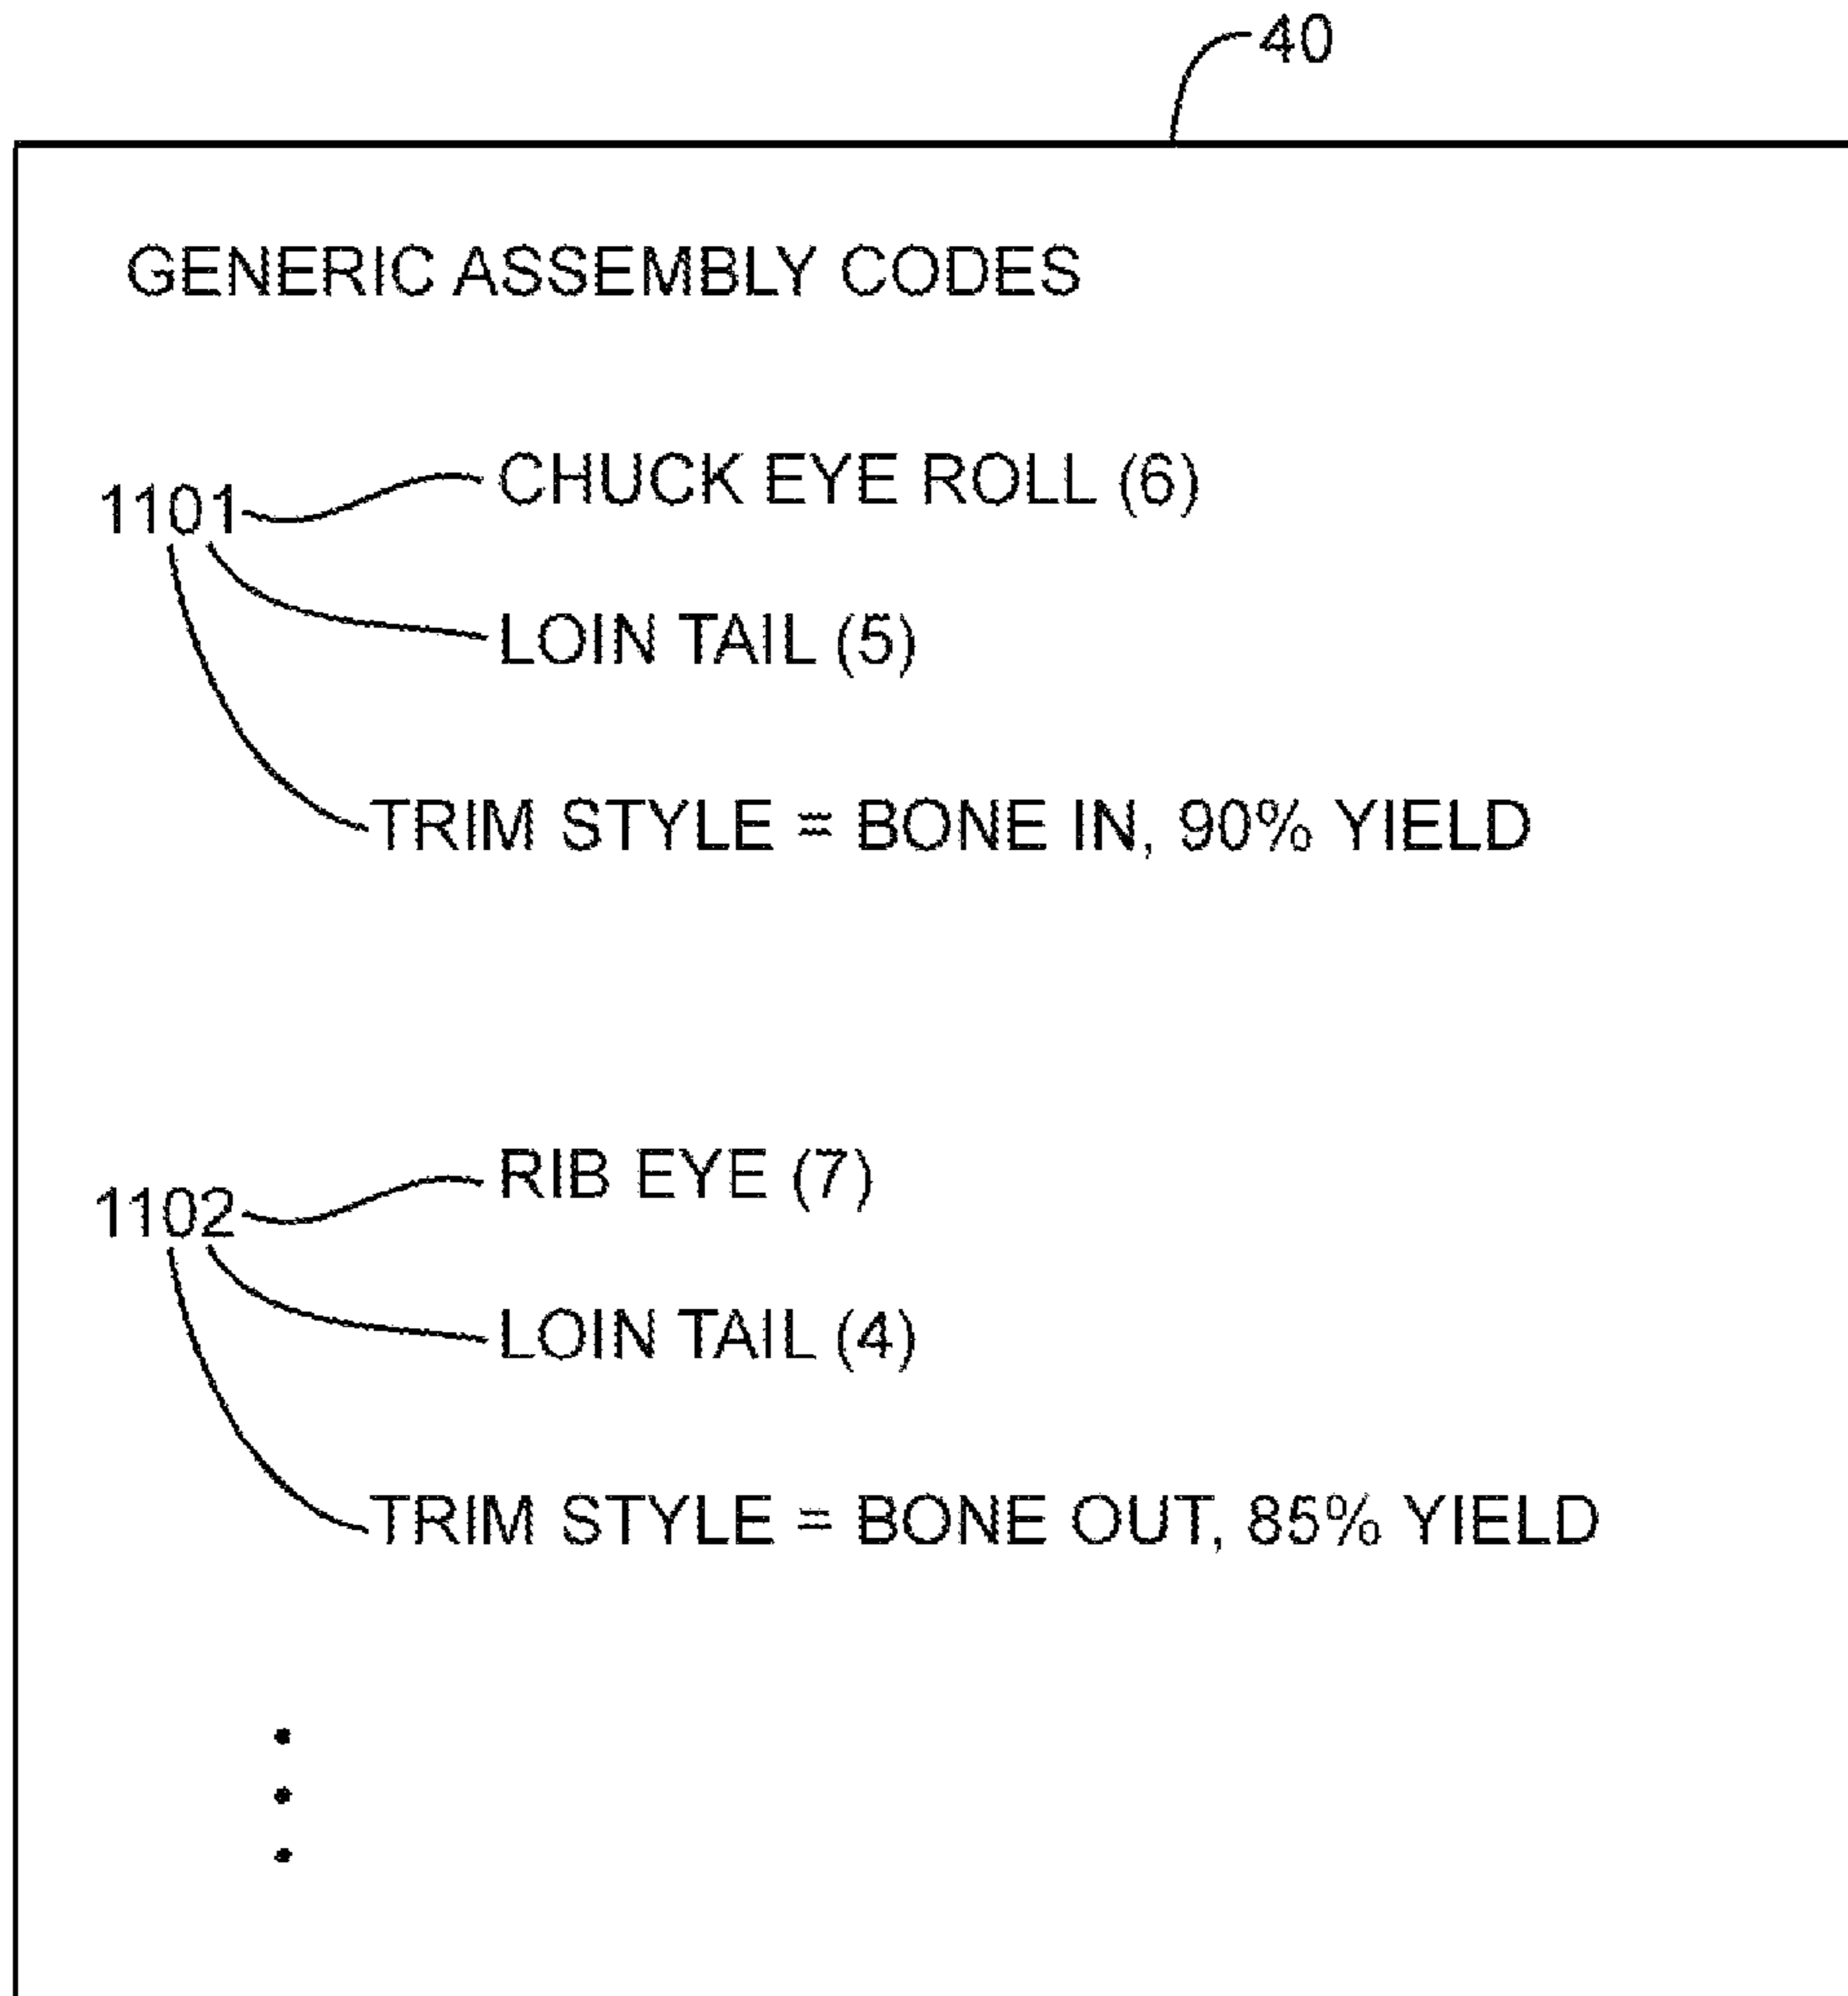 40
GENERIC ASSEMBLY CODES
1101
CHUCK EYE ROLL (6)
LOIN TAIL (5)
TRIM STYLE = BONE IN, 90% YIELD
1102
RIB EYE (7)
LOIN TAIL (4)
TRIM STYLE = BONE OUT, 85% YIELD